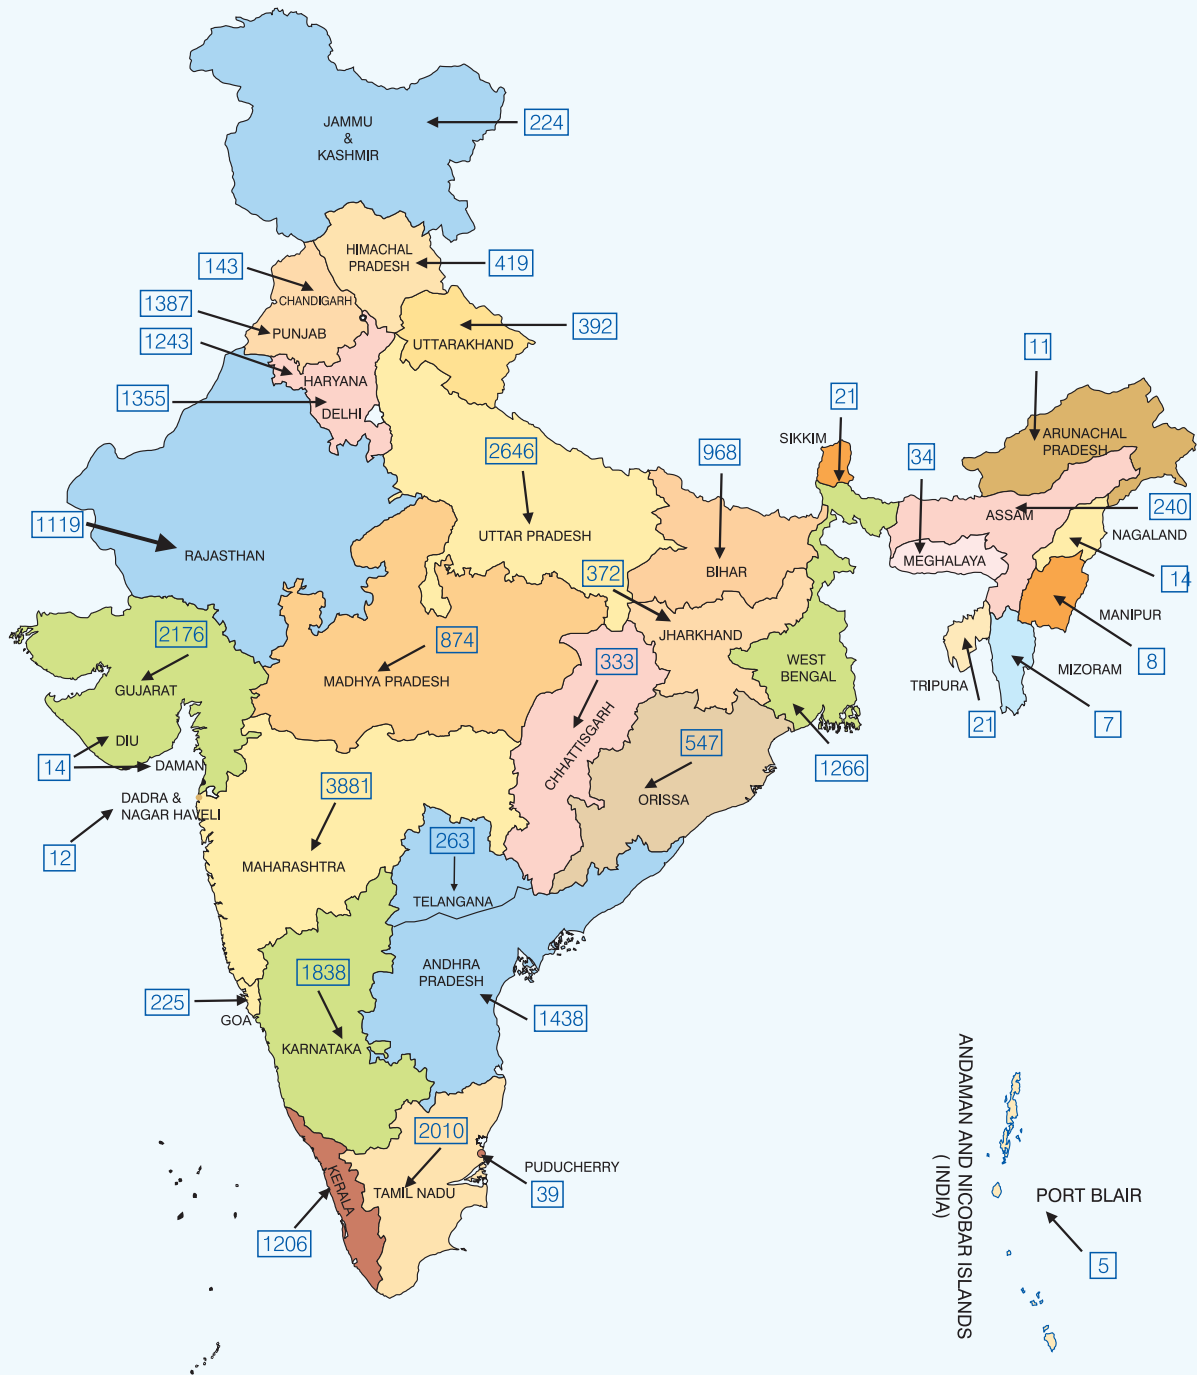 JAMMU
&
KASHMIR
224
HIMACHAL
PRADESH
419
143
CHANDIGARH
1387
PUNJAB
392
UTTARAKHAND
1243
HARYANA
1355
DELHI
11
ARUNACHAL
PRADESH
21
SIKKIM
2646
UTTAR PRADESH
968
BIHAR
34
MEGHALAYA
240
ASSAM
1119
RAJASTHAN
NAGALAND
14
372
JHARKHAND
MANIPUR
8
2176
GUJARAT
874
MADHYA PRADESH
333
CHHATTISGARH
WEST
BENGAL
1266
TRIPURA
21
MIZORAM
7
DIU
14
DAMAN
547
ORISSA
3881
MAHARASHTRA
DADRA &
NAGAR HAVELI
12
263
TELANGANA
1838
KARNATAKA
ANDHRA
PRADESH
1438
225
GOA
2010
TAMIL NADU
PUDUCHERRY
39
KERALA
1206
ANDAMAN AND NICOBAR ISLANDS
( INDIA)
PORT BLAIR
5